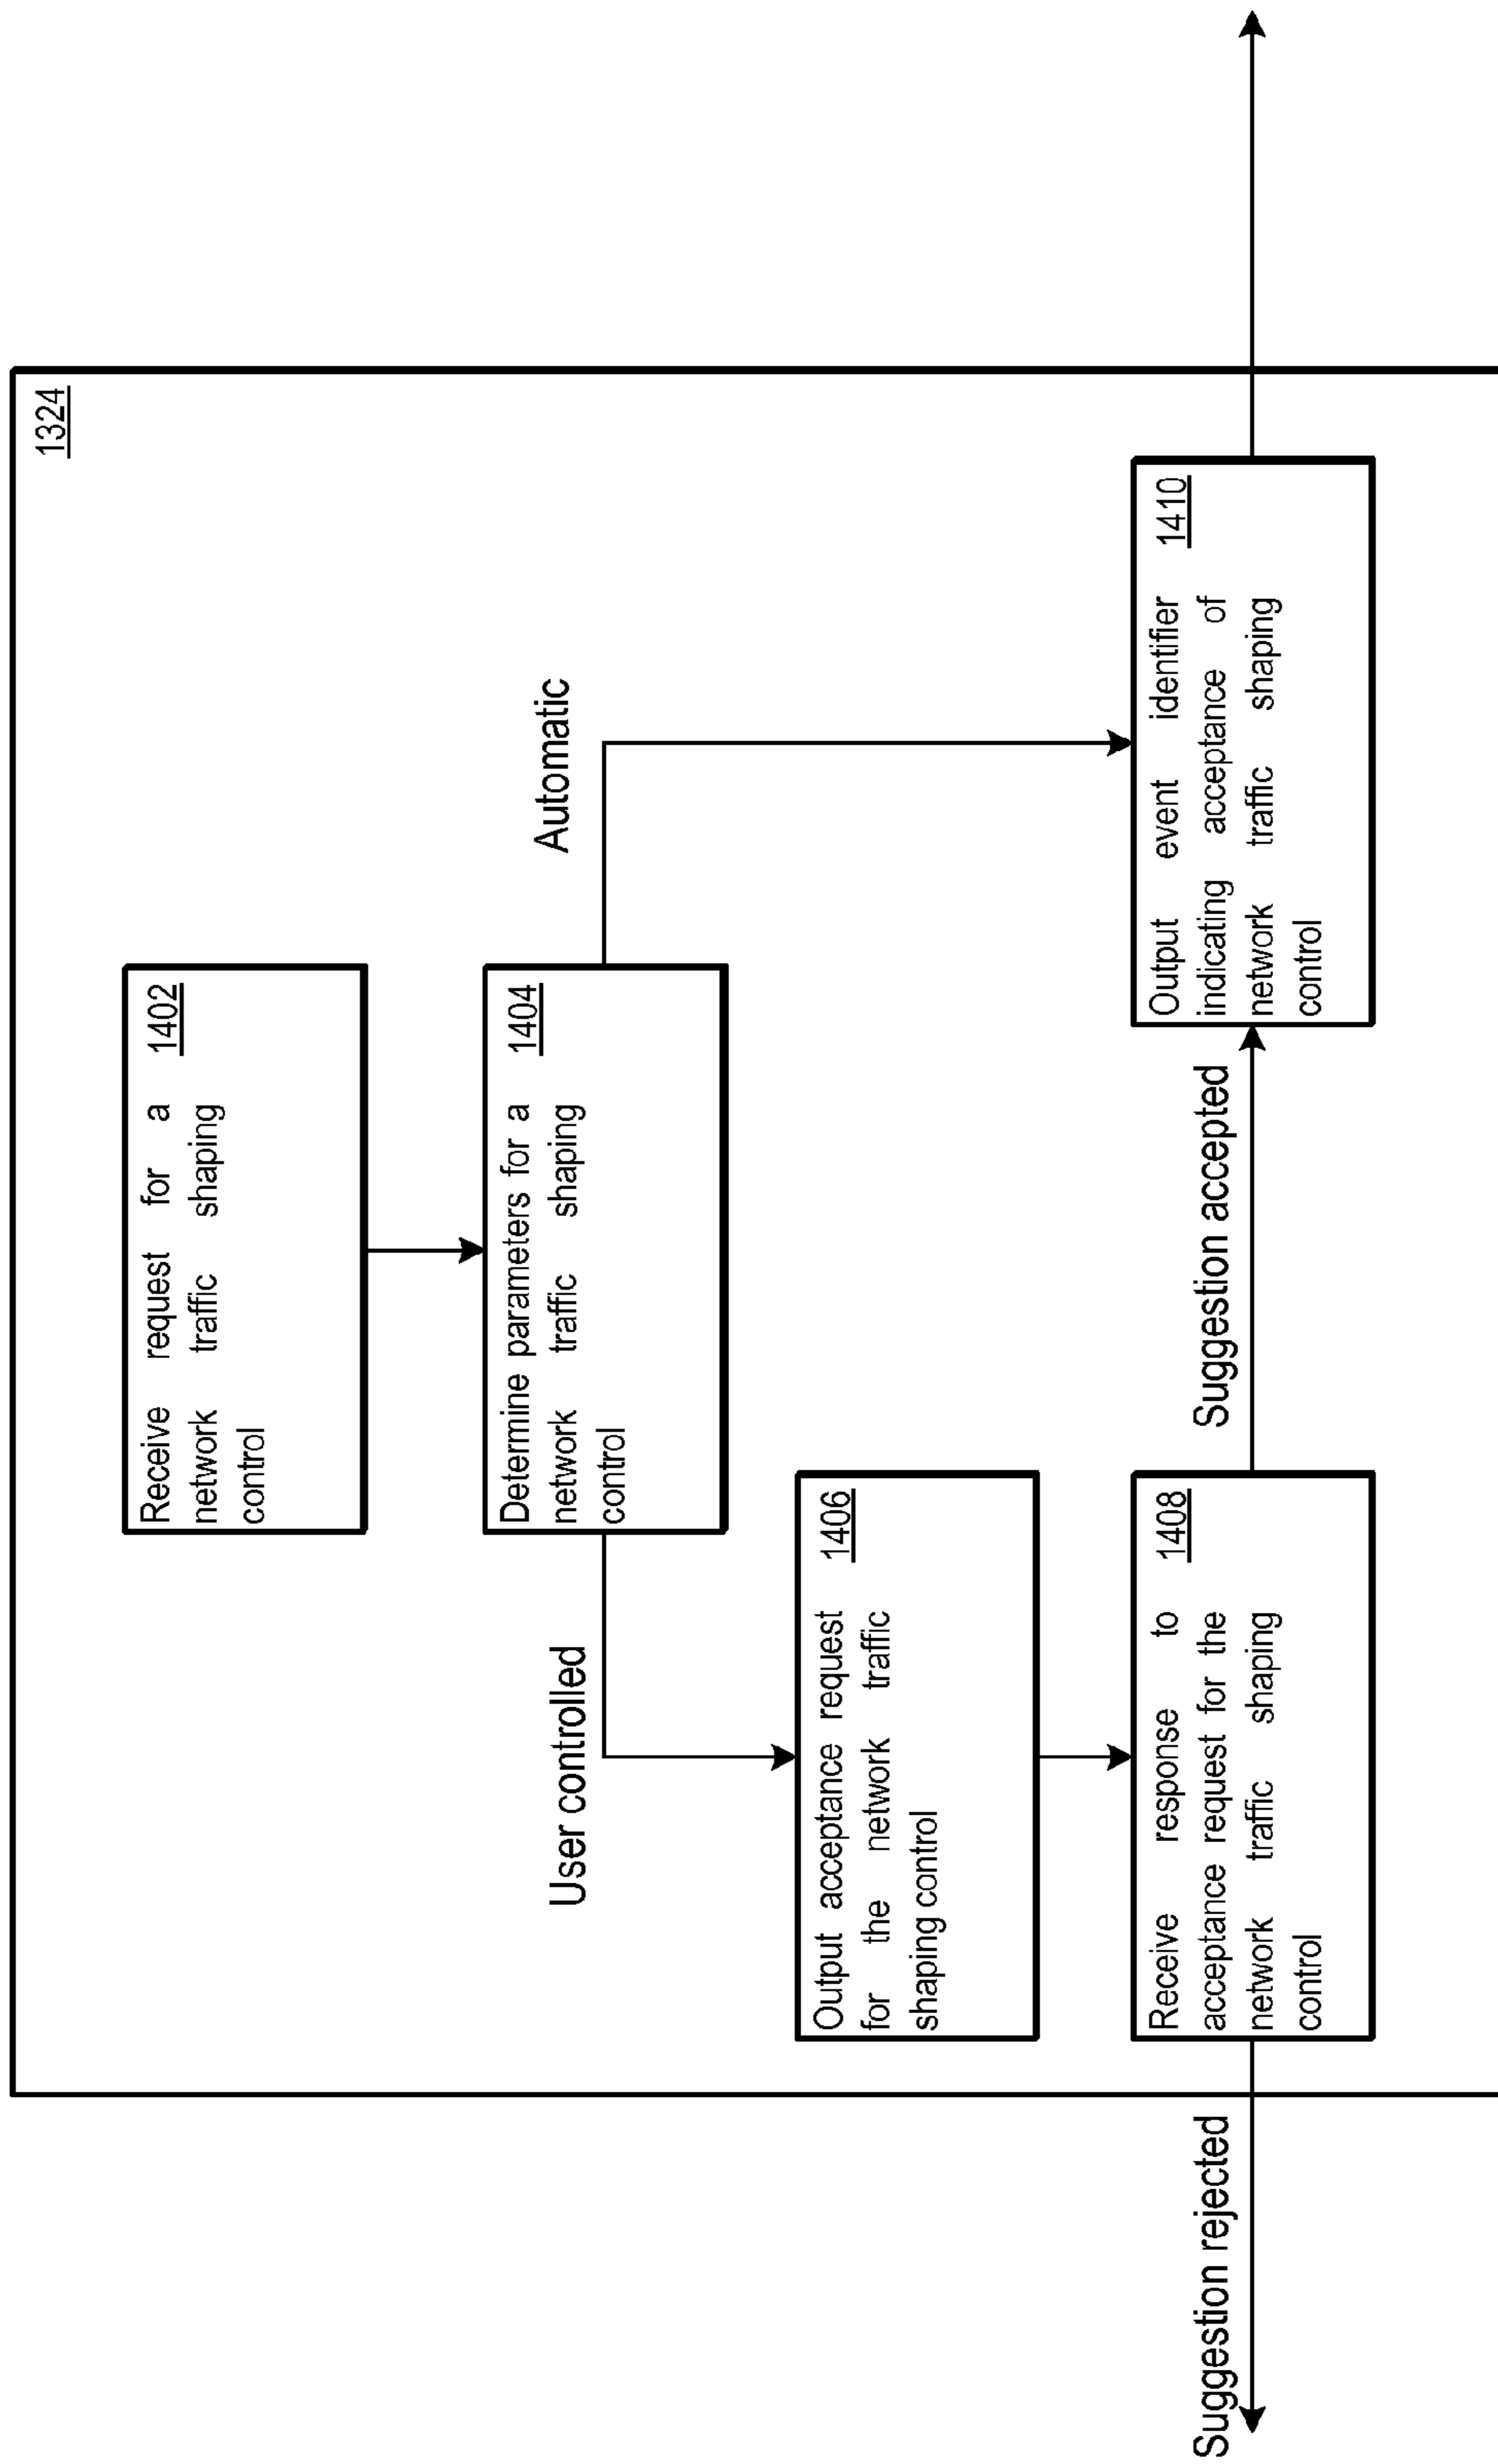 1324
Receive request for a
network traffic shaping
control
1402
Determine parameters for a
network traffic shaping
control
1404
User controlled
Automatic
Output acceptance request
for the network traffic
shaping control
1406
Receive response to
acceptance request for the
network traffic shaping
control
1408
Suggestion rejected
Suggestion accepted
Output event identifier
indicating acceptance of
network traffic shaping
control
1410